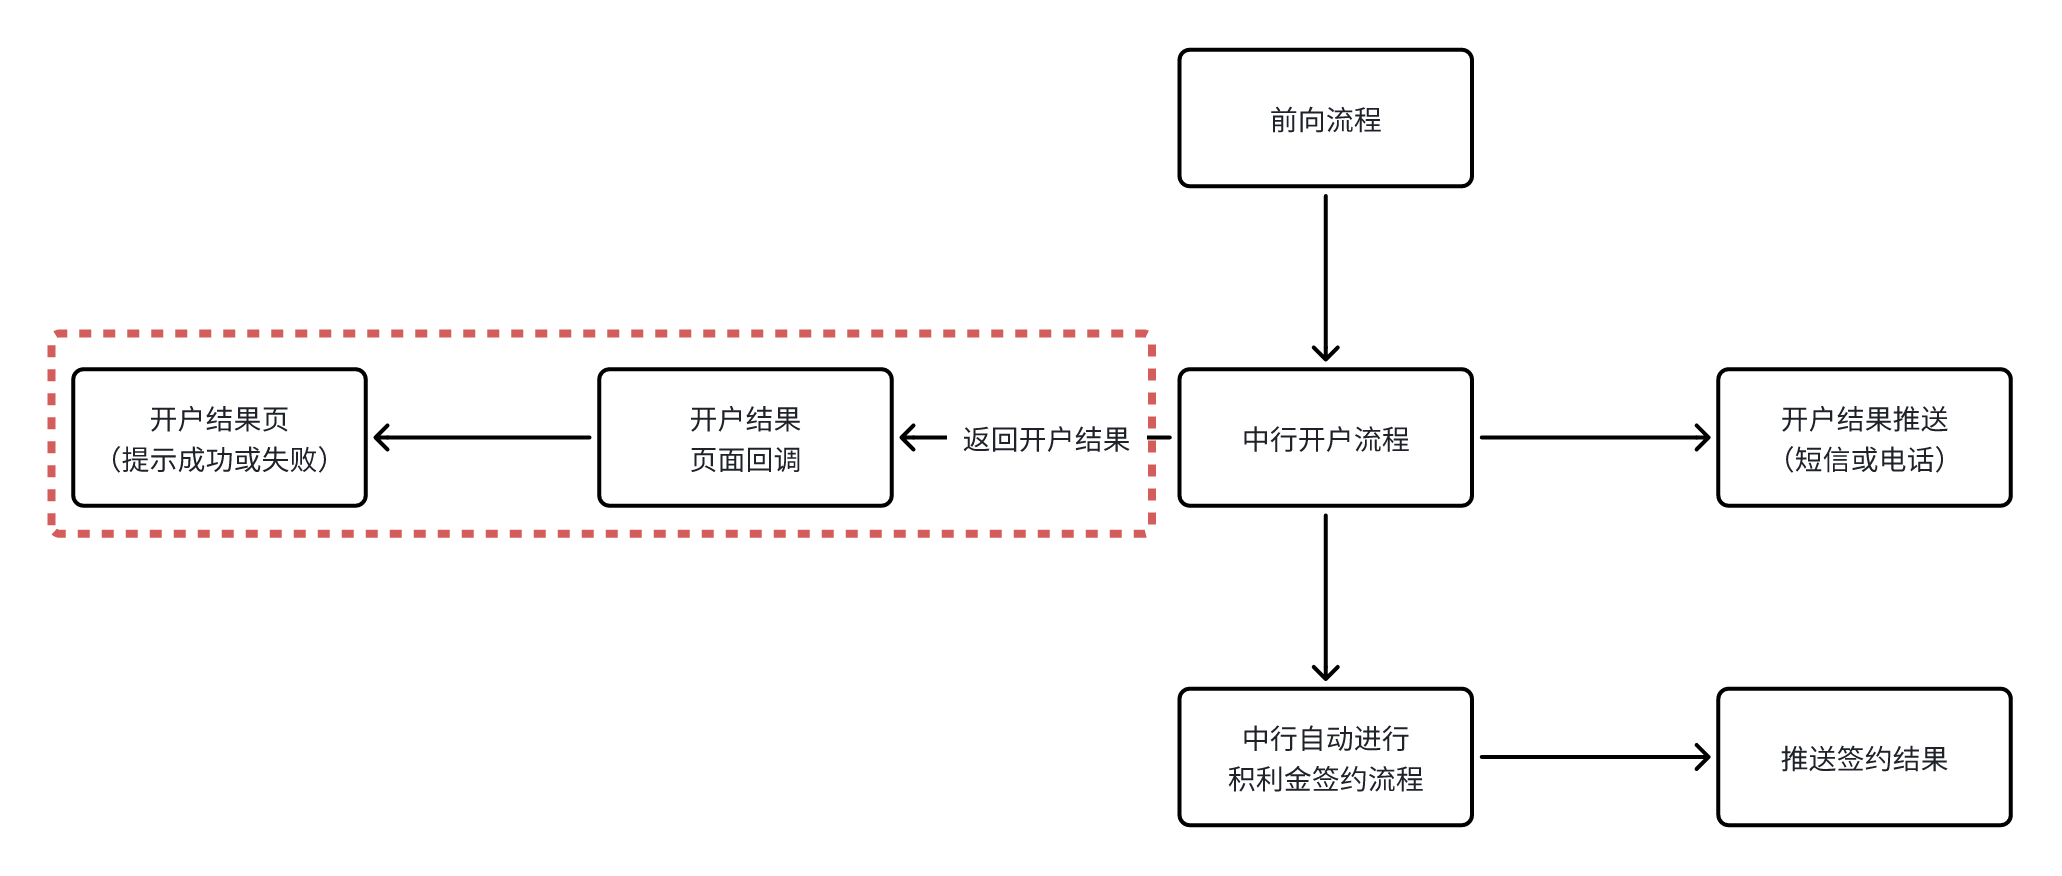 前向流程
开户结果页
（提示成功或失败）
开户结果
页面回调
返回开户结果
中行开户流程
开户结果推送
（短信或电话）
中行自动进行
积利金签约流程
推送签约结果